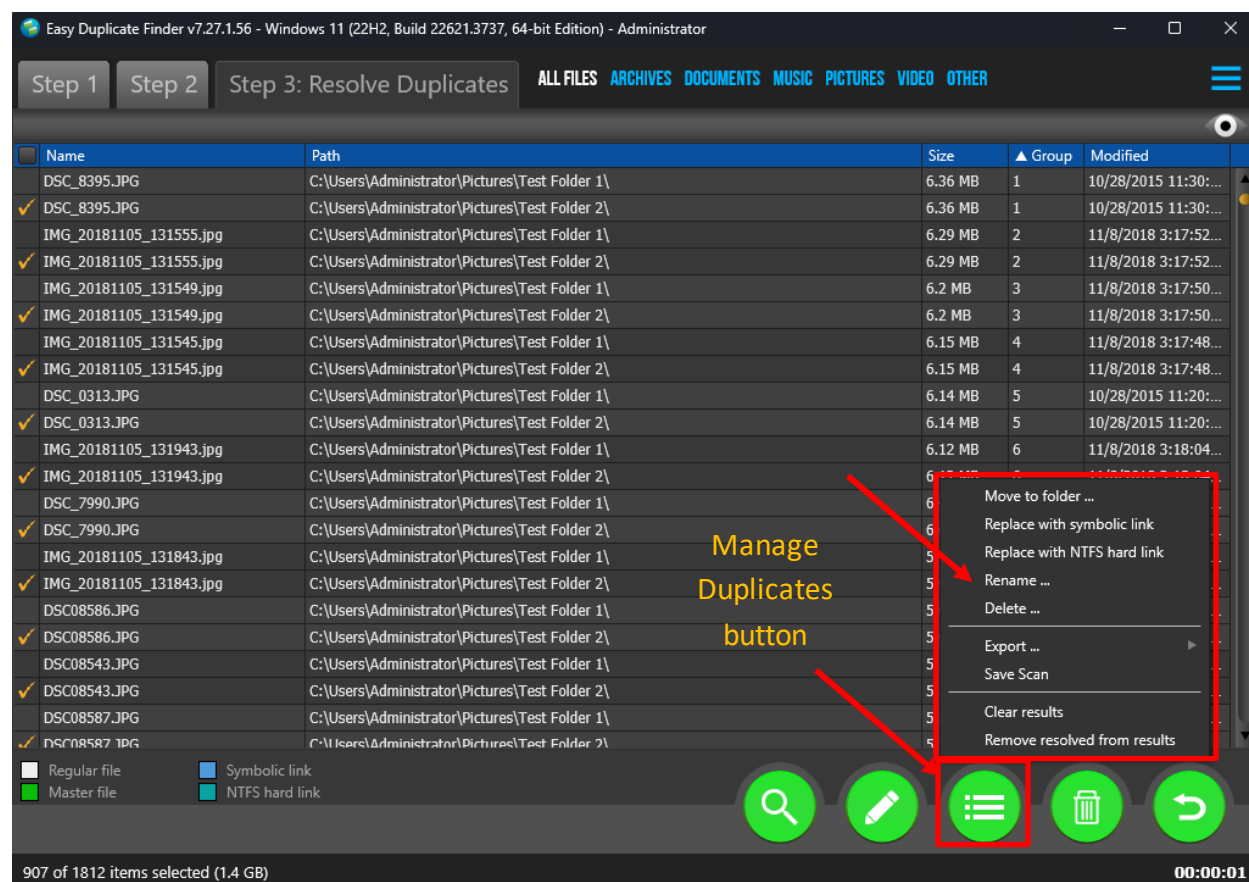 Easy Duplicate Finder v7.27.1.56 - Windows 11 (22H2, Build 22621.3737, 64-bit Edition) - Administrator
Step 1 Step 2 Step 3: Resolve Duplicates ALL FILES ARCHIVES DOCUMENTS MUSIC PICTURES VIDEO OTHER
Name Path Size ▲ Group Modified
DSC_8395.JPG C:\Users\Administrator\Pictures\Test Folder 1\ 6.36 MB 1 10/28/2015 11:30:...
DSC_8395.JPG C:\Users\Administrator\Pictures\Test Folder 2\ 6.36 MB 1 10/28/2015 11:30:...
IMG_20181105_131555.jpg C:\Users\Administrator\Pictures\Test Folder 1\ 6.29 MB 2 11/8/2018 3:17:52...
IMG_20181105_131555.jpg C:\Users\Administrator\Pictures\Test Folder 2\ 6.29 MB 2 11/8/2018 3:17:52...
IMG_20181105_131549.jpg C:\Users\Administrator\Pictures\Test Folder 1\ 6.2 MB 3 11/8/2018 3:17:50...
IMG_20181105_131549.jpg C:\Users\Administrator\Pictures\Test Folder 2\ 6.2 MB 3 11/8/2018 3:17:50...
IMG_20181105_131545.jpg C:\Users\Administrator\Pictures\Test Folder 1\ 6.15 MB 4 11/8/2018 3:17:48...
IMG_20181105_131545.jpg C:\Users\Administrator\Pictures\Test Folder 2\ 6.15 MB 4 11/8/2018 3:17:48...
DSC_0313.JPG C:\Users\Administrator\Pictures\Test Folder 1\ 6.14 MB 5 10/28/2015 11:20:...
DSC_0313.JPG C:\Users\Administrator\Pictures\Test Folder 2\ 6.14 MB 5 10/28/2015 11:20:...
IMG_20181105_131943.jpg C:\Users\Administrator\Pictures\Test Folder 1\ 6.12 MB 6 11/8/2018 3:18:04...
IMG_20181105_131943.jpg C:\Users\Administrator\Pictures\Test Folder 2\
DSC_7990.JPG C:\Users\Administrator\Pictures\Test Folder 1\ 6
DSC_7990.JPG C:\Users\Administrator\Pictures\Test Folder 2\ 6
IMG_20181105_131843.jpg C:\Users\Administrator\Pictures\Test Folder 1\ 5
IMG_20181105_131843.jpg C:\Users\Administrator\Pictures\Test Folder 2\ 5
DSC08586.JPG C:\Users\Administrator\Pictures\Test Folder 1\ 5
DSC08586.JPG C:\Users\Administrator\Pictures\Test Folder 2\ 5
DSC08543.JPG C:\Users\Administrator\Pictures\Test Folder 1\ 5
DSC08543.JPG C:\Users\Administrator\Pictures\Test Folder 2\ 5
DSC08587.JPG C:\Users\Administrator\Pictures\Test Folder 1\ 5
DSC08587.JPG C:\Users\Administrator\Pictures\Test Folder 2\ 5
Manage
Duplicates
button
Move to folder ...
Replace with symbolic link
Replace with NTFS hard link
Rename ...
Delete ...
Export ...
Save Scan
Clear results
Remove resolved from results
Regular file Symbolic link
Master file NTFS hard link
907 of 1812 items selected (1.4 GB) 00:00:01